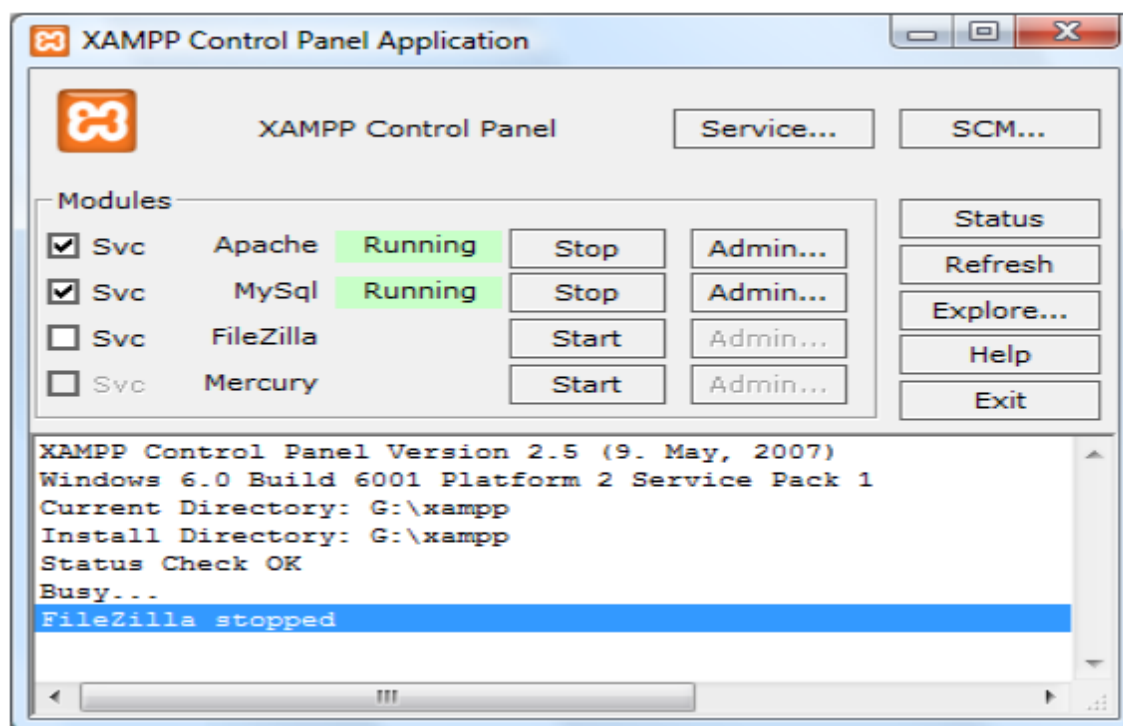 XAMPP Control Panel Application
XAMPP Control Panel Service... SCM...
Modules
Svc Apache Running Stop Admin...
Svc MySql Running Stop Admin...
Svc FileZilla Start Admin...
Svc Mercury Start Admin...
Status
Refresh
Explore...
Help
Exit
XAMPP Control Panel Version 2.5 (9. May, 2007)
Windows 6.0 Build 6001 Platform 2 Service Pack 1
Current Directory: G:\xampp
Install Directory: G:\xampp
Status Check OK
Busy...
FileZilla stopped